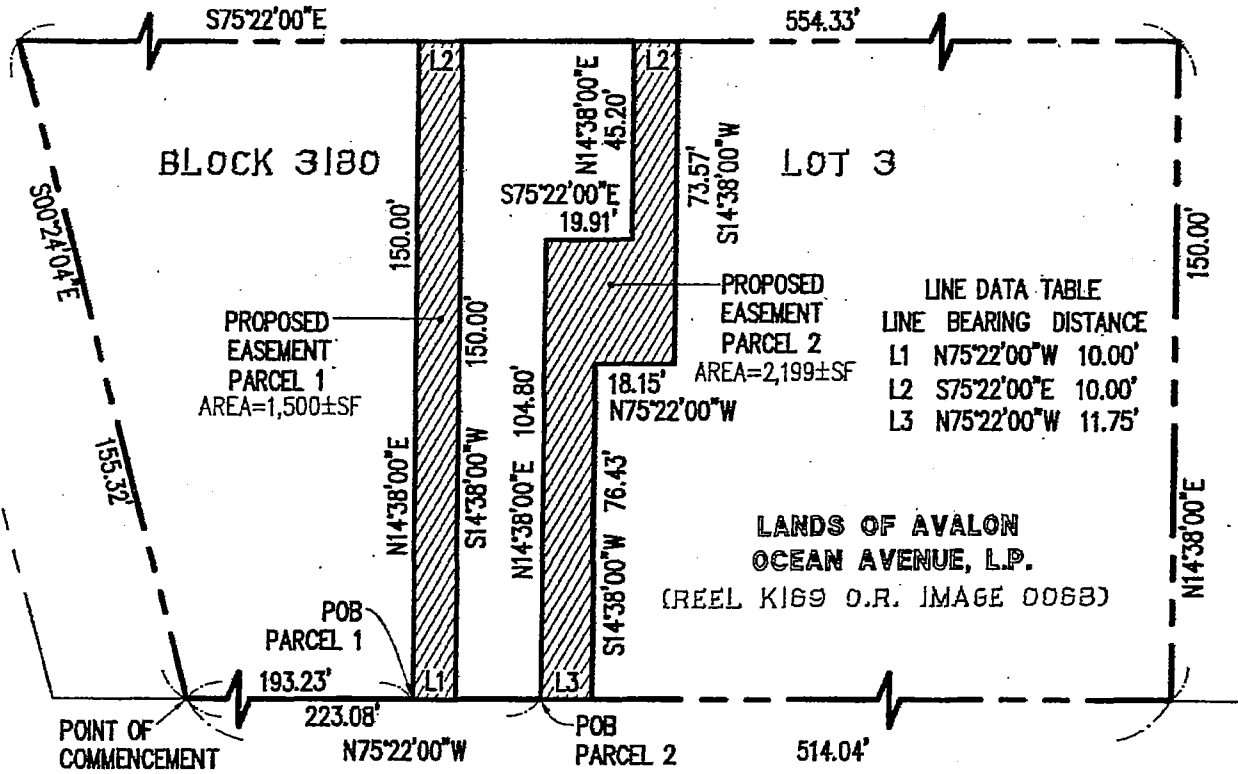 S75°22'00"E
554.33'
L2
L2
N14°38'00"E
45.20'
BLOCK 3180
LOT 3
73.57'
S14°38'00"W
S75°22'00"E
19.91'
S00°24'04"E
155.32'
150.00'
150.00'
150.00'
PROPOSED
EASEMENT
PARCEL 1
AREA=1,500±SF
PROPOSED
EASEMENT
PARCEL 2
AREA=2,199±SF
LINE DATA TABLE
LINE BEARING DISTANCE
L1 N75°22'00"W 10.00'
L2 S75°22'00"E 10.00'
L3 N75°22'00"W 11.75'
18.15'
N75°22'00"W
N14°38'00"E
S14°38'00"W
N14°38'00"E 104.80'
S14°38'00"W 76.43'
N14°38'00"E
LANDS OF AVALON
OCEAN AVENUE, L.P.
(REEL K169 O.R. IMAGE 0068)
POB
PARCEL 1
193.23'
L1
L3
223.08'
POINT OF
COMMENCEMENT
N75°22'00"W
POB
PARCEL 2
514.04'